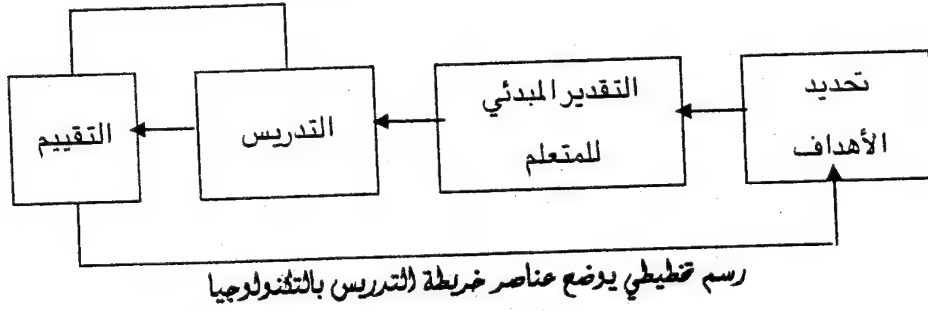 تحديد
الأهداف
التقدير المبدئي
للمتعلم
التدريس
التقييم
رسم تخطيطي يوضع عناصر خريطة التدريس بالتكنولوجيا